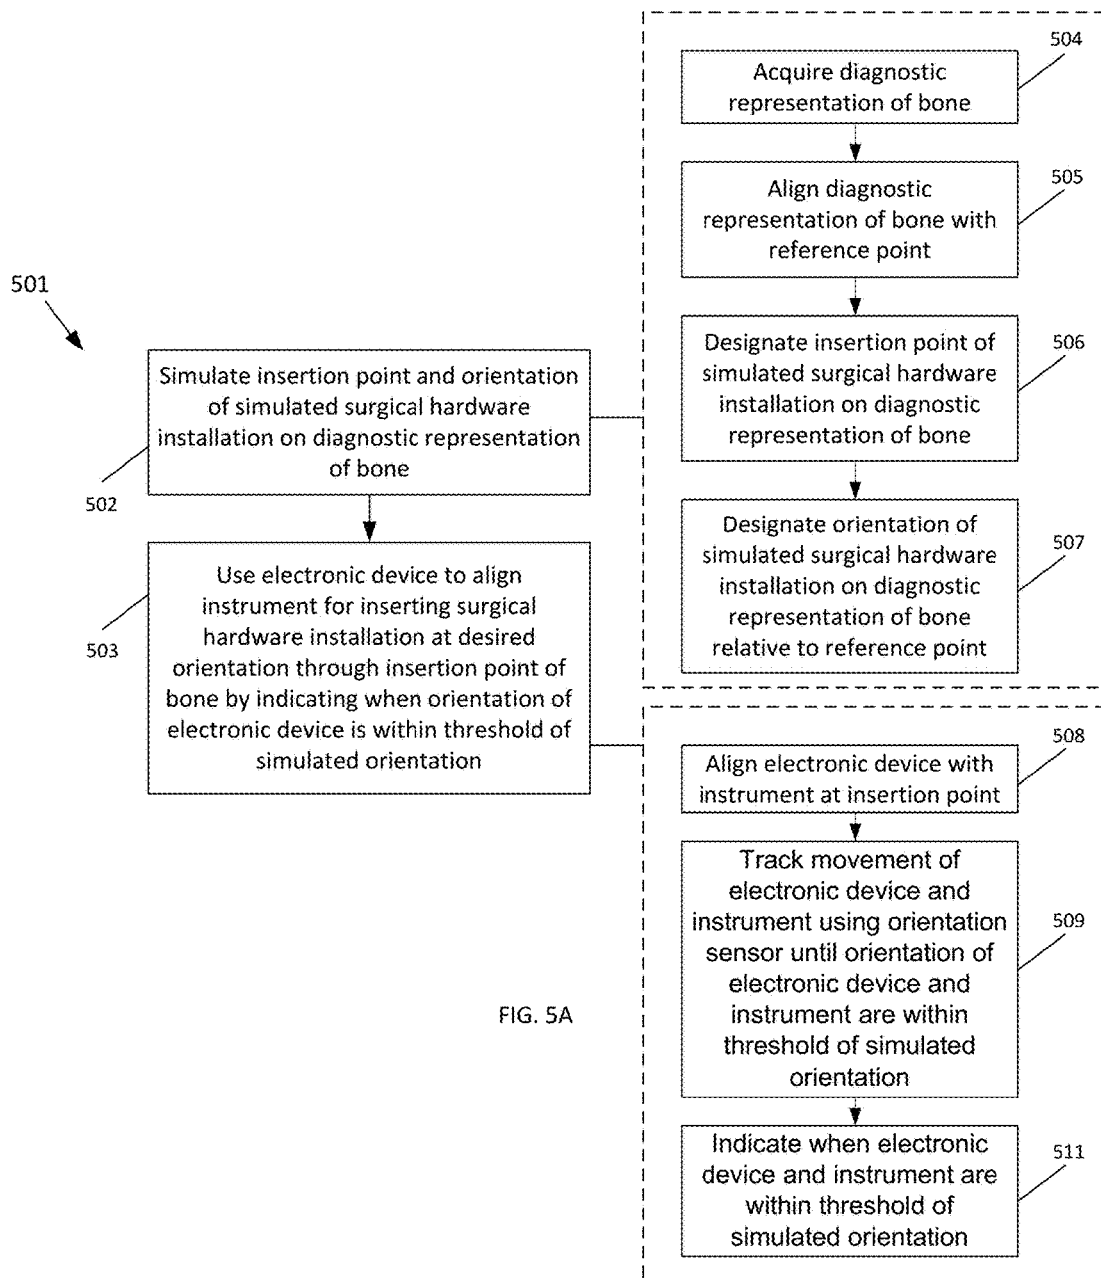 501
Simulate insertion point and orientation
of simulated surgical hardware
installation on diagnostic representation
of bone
502
Use electronic device to align
instrument for inserting surgical
hardware installation at desired
orientation through insertion point of
bone by indicating when orientation of
electronic device is within threshold of
simulated orientation
503
504
Acquire diagnostic
representation of bone
505
Align diagnostic
representation of bone with
reference point
506
Designate insertion point of
simulated surgical hardware
installation on diagnostic
representation of bone
507
Designate orientation of
simulated surgical hardware
installation on diagnostic
representation of bone
relative to reference point
508
Align electronic device with
instrument at insertion point
509
Track movement of
electronic device and
instrument using orientation
sensor until orientation of
electronic device and
instrument are within
threshold of simulated
orientation
511
Indicate when electronic
device and instrument are
within threshold of
simulated orientation
FIG. 5A